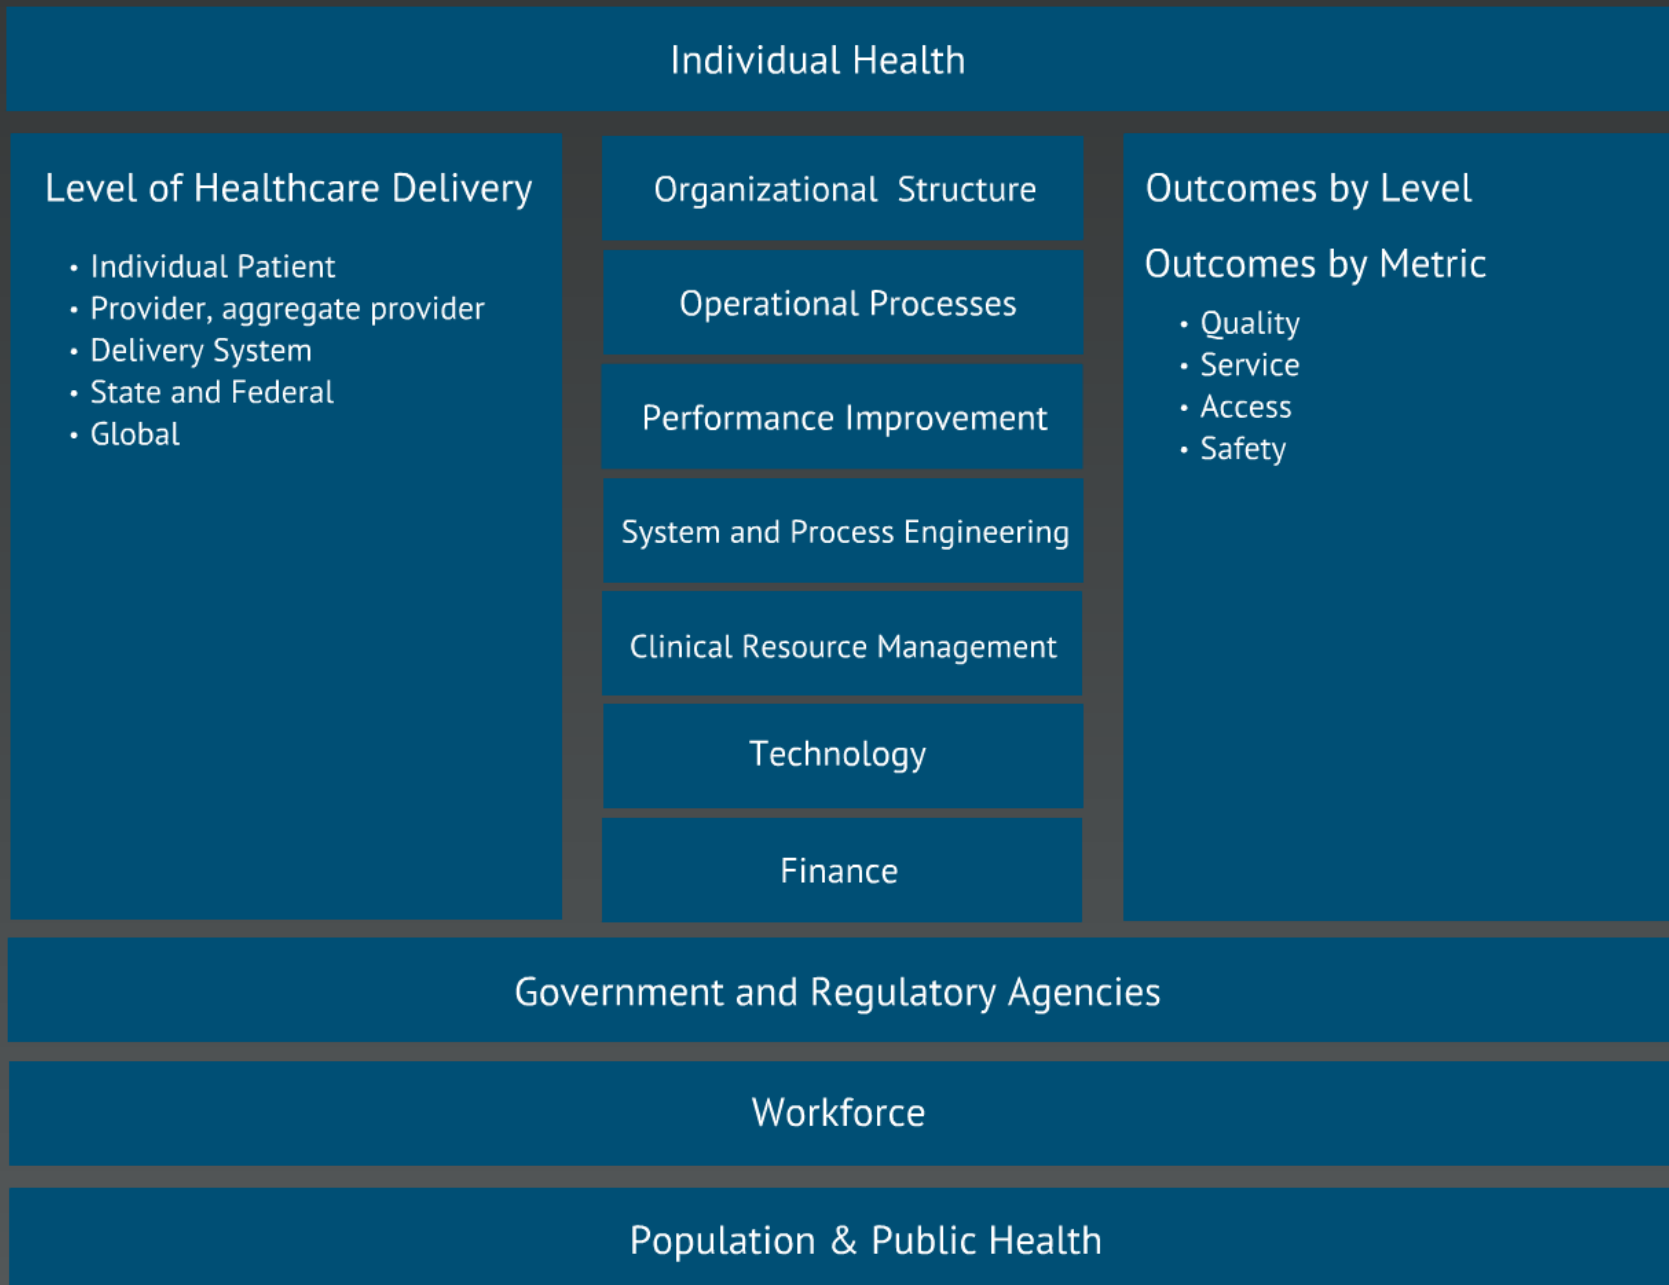 Individual Health
Level of Healthcare Delivery
• Individual Patient
• Provider, aggregate provider
• Delivery System
• State and Federal
• Global
Organizational  Structure
Operational Processes
Performance Improvement
System and Process Engineering
Clinical Resource Management
Technology
Finance
Outcomes by Level
Outcomes by Metric
• Quality
• Service
• Access
• Safety
Government and Regulatory Agencies
Workforce
Population & Public Health